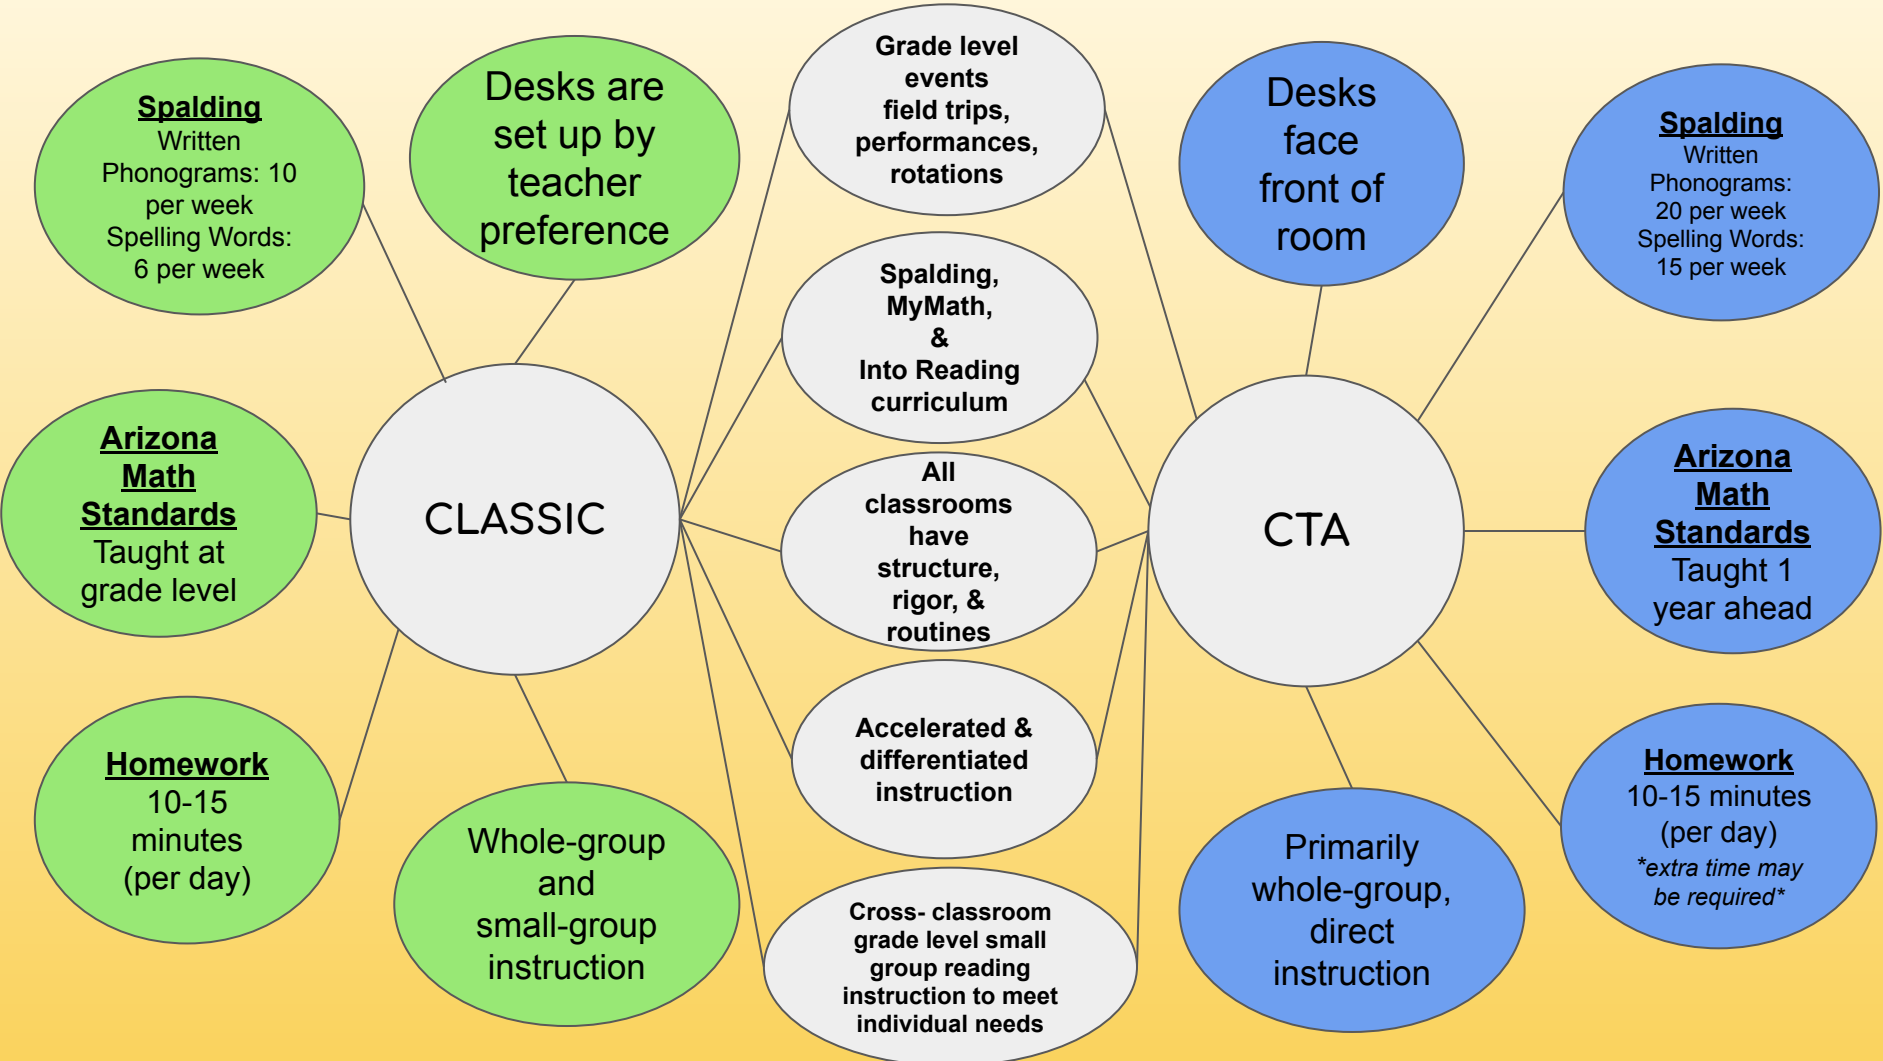 Spalding
Written
Phonograms: 10
per week
Spelling Words:
6 per week
Desks are
set up by
teacher
preference
Grade level
events
field trips,
performances,
rotations
Desks
face
front of
room
Spalding
Written
Phonograms:
20 per week
Spelling Words:
15 per week
Spalding,
MyMath,
&
Into Reading
curriculum
Arizona
Math
Standards
Taught at
grade level
CLASSIC
All
classrooms
have
structure,
rigor, &
routines
CTA
Arizona
Math
Standards
Taught 1
year ahead
Homework
10-15
minutes
(per day)
Whole-group
and
small-group
instruction
Accelerated &
differentiated
instruction
Cross- classroom
grade level small
group reading
instruction to meet
individual needs
Primarily
whole-group,
direct
instruction
Homework
10-15 minutes
(per day)
*extra time may
be required*